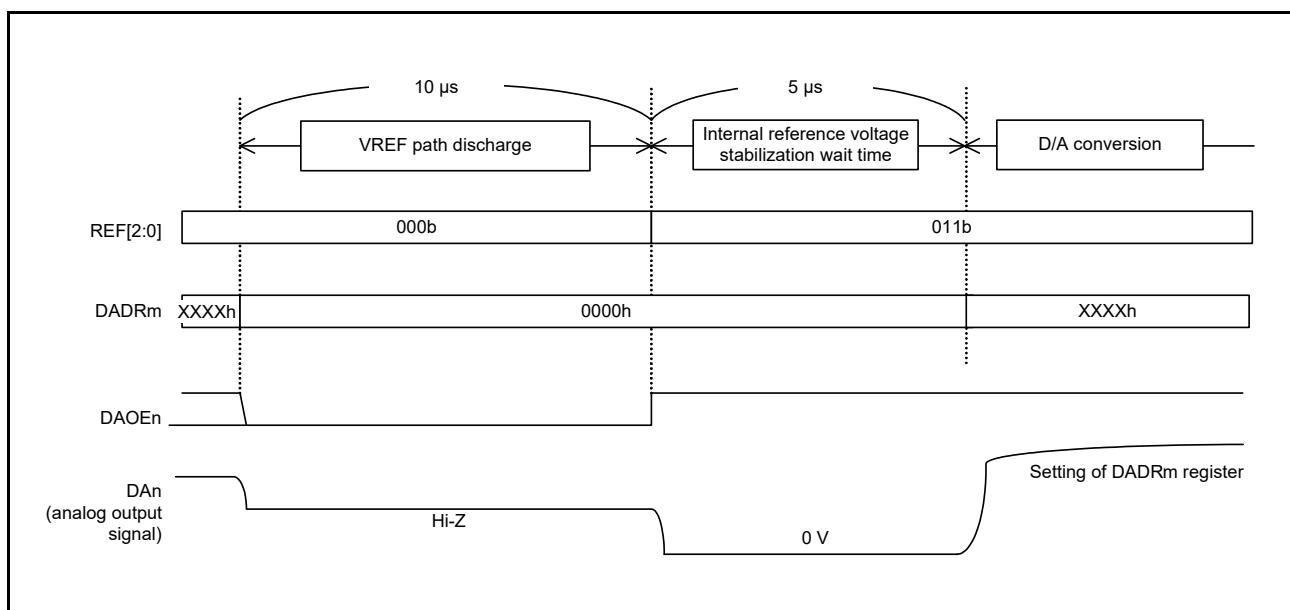 10 µs
5 µs
VREF path discharge
Internal reference voltage
stabilization wait time
D/A conversion
REF[2:0]
000b
011b
DADRm
XXXXh
0000h
XXXXh
DAOEn
DAn
(analog output
signal)
Hi-Z
0 V
Setting of DADRm register